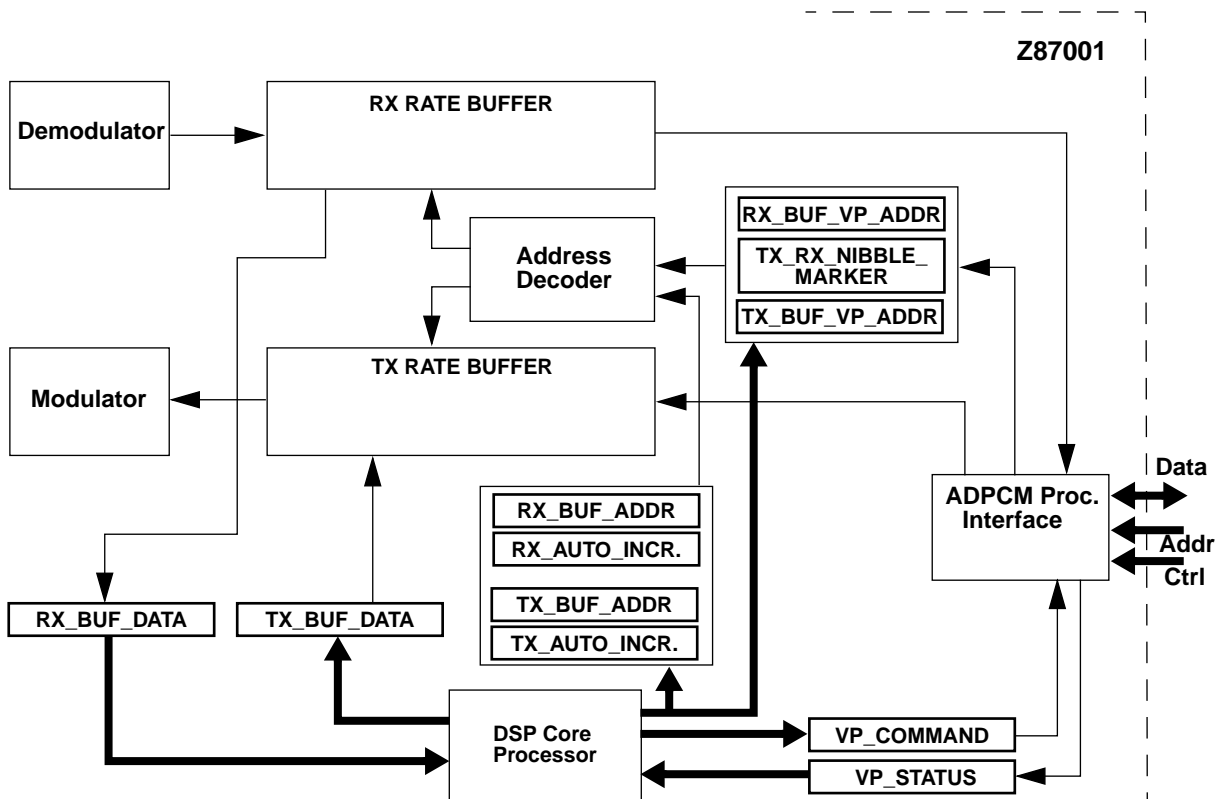 Z87001
RX RATE BUFFER
Demodulator
RX_BUF_VP_ADDR
Address
Decoder
TX_RX_NIBBLE_
MARKER
TX_BUF_VP_ADDR
TX RATE BUFFER
Modulator
ADPCM Proc.
Interface
Data
Addr
Ctrl
RX_BUF_ADDR
RX_AUTO_INCR.
TX_BUF_ADDR
TX_AUTO_INCR.
RX_BUF_DATA
TX_BUF_DATA
DSP Core
Processor
VP_COMMAND
VP_STATUS